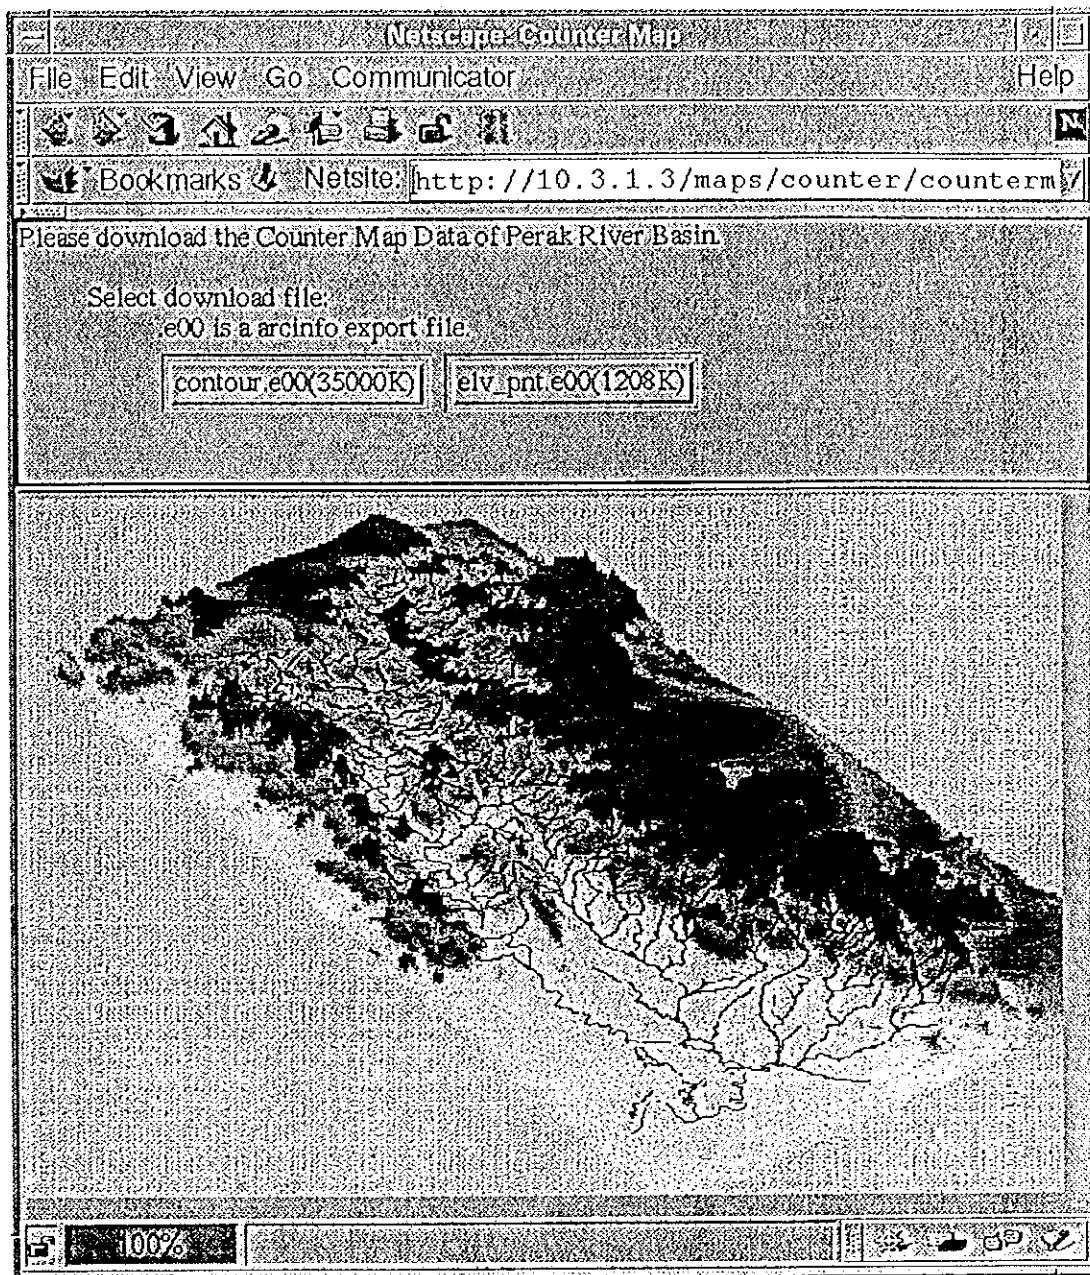 Netscape: Counter Map
File Edit View Go Communicator Help
N
Bookmarks Netsite: http://10.3.1.3/maps/counter/counterm
Please download the Counter Map Data of Perak River Basin.
Select download file:
.e00 is a arcinfo export file.
contour.e00(35000K) elv_pnt.e00(1208K)
100%